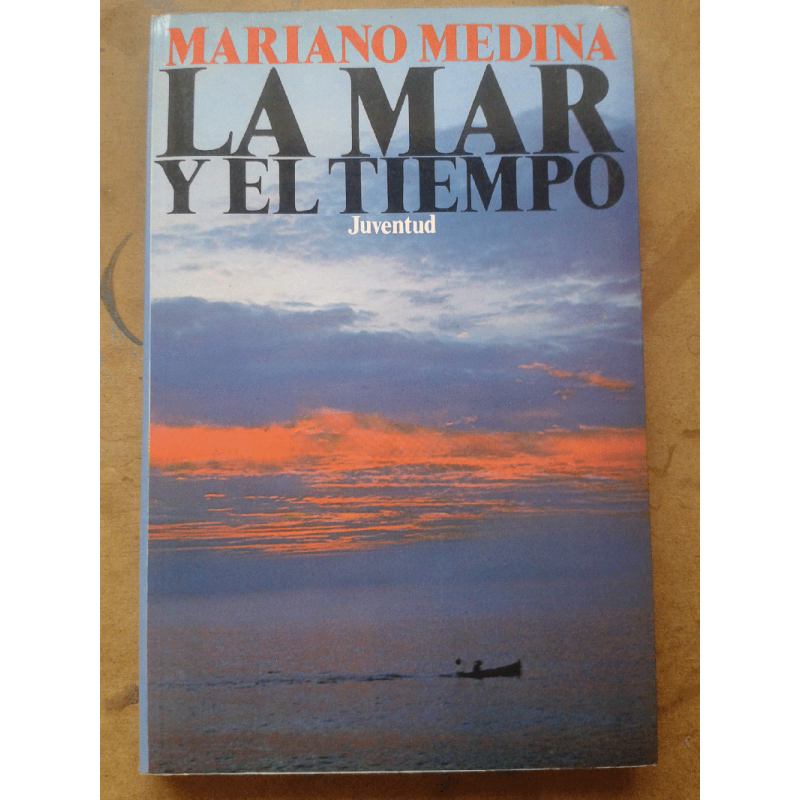 MARIANO MEDINA
LA MAR
Y EL TIEMPO
Juventud